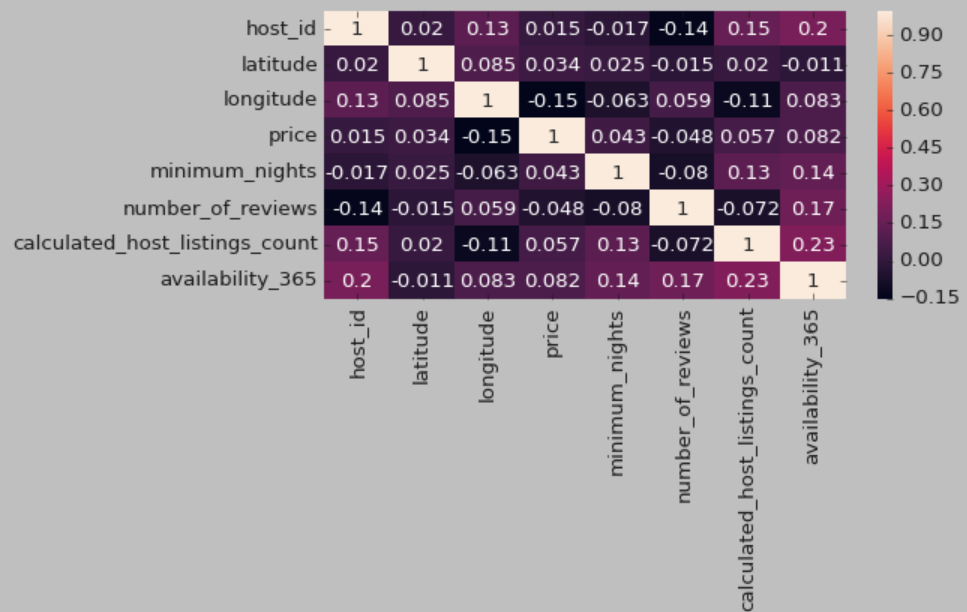 host_id 1 0.02 0.13 0.015 -0.017 -0.14 0.15 0.2
latitude 0.02 1 0.085 0.034 0.025 -0.015 0.02 -0.011
longitude 0.13 0.085 1 -0.15 -0.063 0.059 -0.11 0.083
price 0.015 0.034 -0.15 1 0.043 -0.048 0.057 0.082
minimum_nights -0.017 0.025 -0.063 0.043 1 -0.08 0.13 0.14
number_of_reviews -0.14 -0.015 0.059 -0.048 -0.08 1 -0.072 0.17
calculated_host_listings_count 0.15 0.02 -0.11 0.057 0.13 -0.072 1 0.23
availability_365 0.2 -0.011 0.083 0.082 0.14 0.17 0.23 1
host_id
latitude
longitude
price
minimum_nights
number_of_reviews
calculated_host_listings_count
availability_365
0.90
0.75
0.60
0.45
0.30
0.15
0.00
−0.15